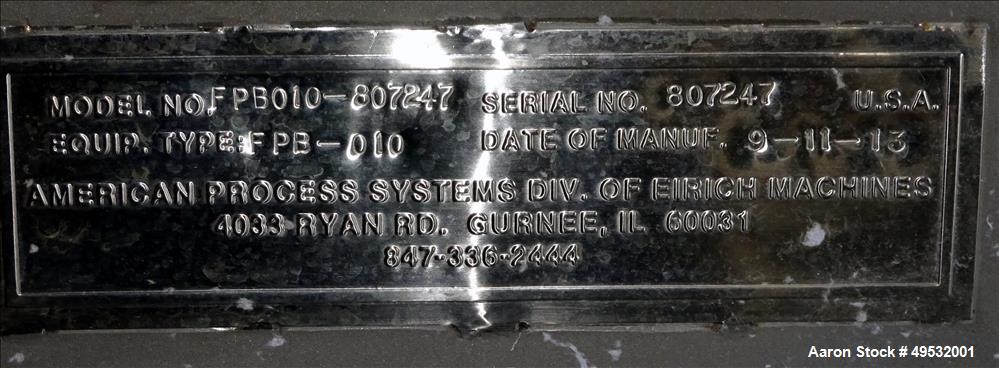 MODEL NO. FPB010-807247 SERIAL NO. 807247 U.S.A.
EQUIP. TYPE: FPB-010 DATE OF MANUF. 9-11-13
AMERICAN PROCESS SYSTEMS DIV. OF EIRICH MACHINES
4033 RYAN RD. GURNEE, IL 60031
847-336-2444
Aaron Stock # 49532001